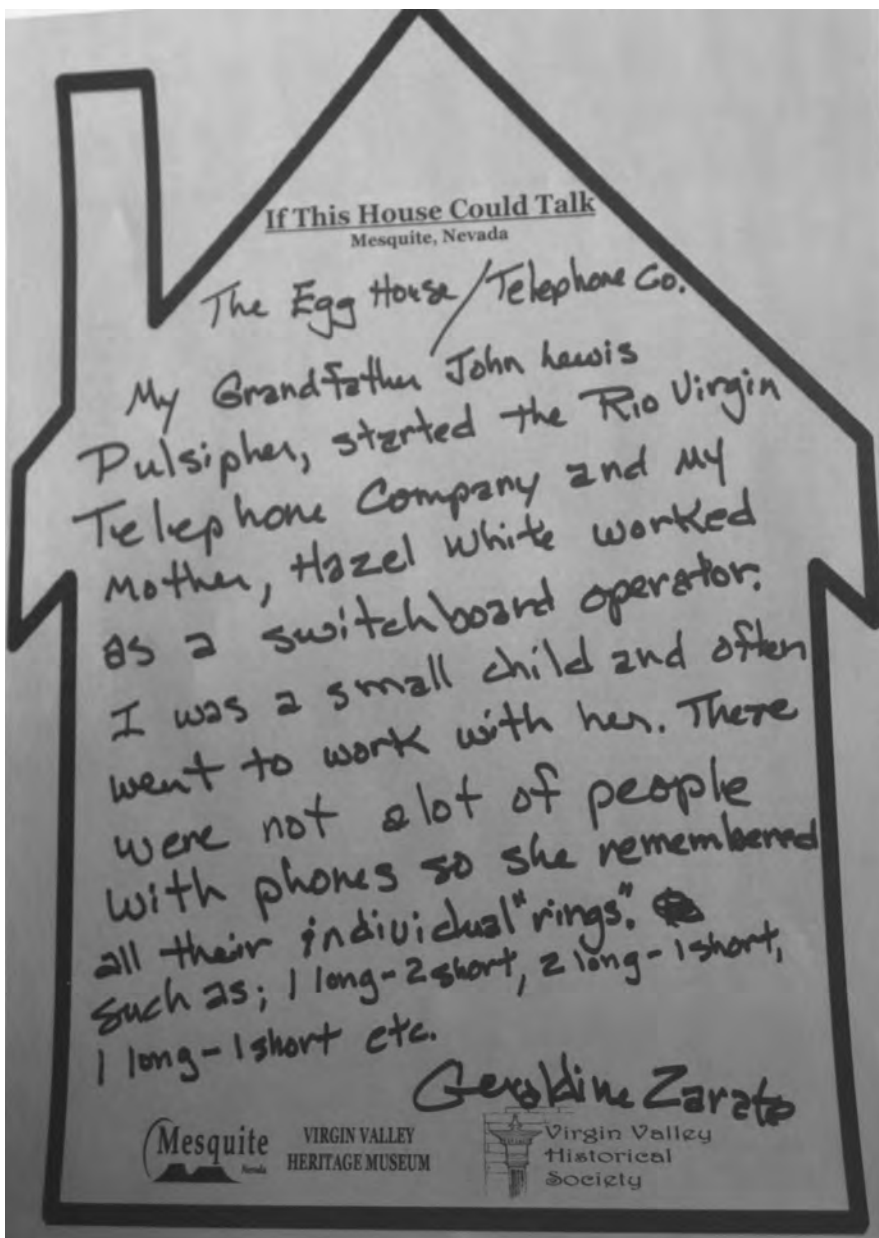 If This House Could Talk
Mesquite, Nevada
The Egg House/Telephone Co.
My Grandfather John Lewis
Pulsipher, started the Rio Virgin
Telephone Company and my
Mother, Hazel White worked
as a switchboard operator.
I was a small child and often
went to work with her. There
were not alot of people
with phones so she remembered
all their individual "rings".
such as; 1 long-2 short, 2 long-1 short,
1 long-1 short etc.
Geraldine Zarate
Mesquite
Nevada
VIRGIN VALLEY
HERITAGE MUSEUM
Virgin Valley
Historical
Society